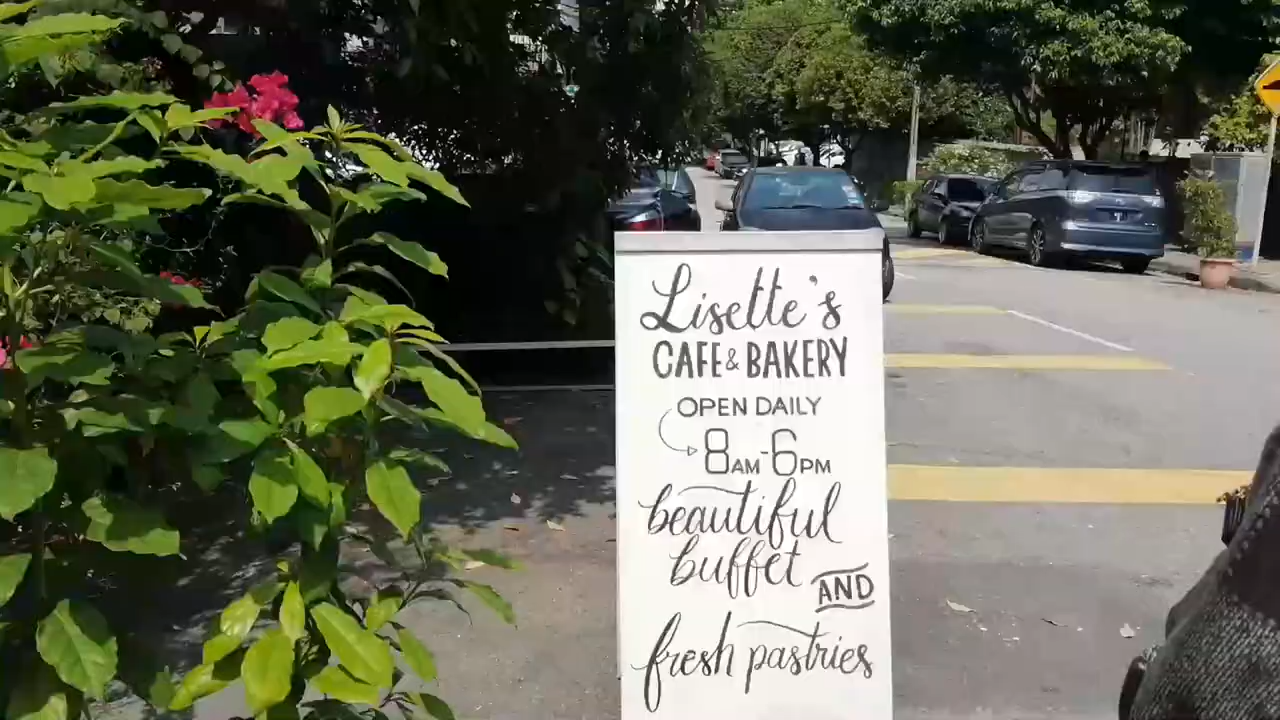 Lisette's
CAFE & BAKERY
OPEN DAILY
8AM-6PM
beautiful
buffet AND
fresh pastries